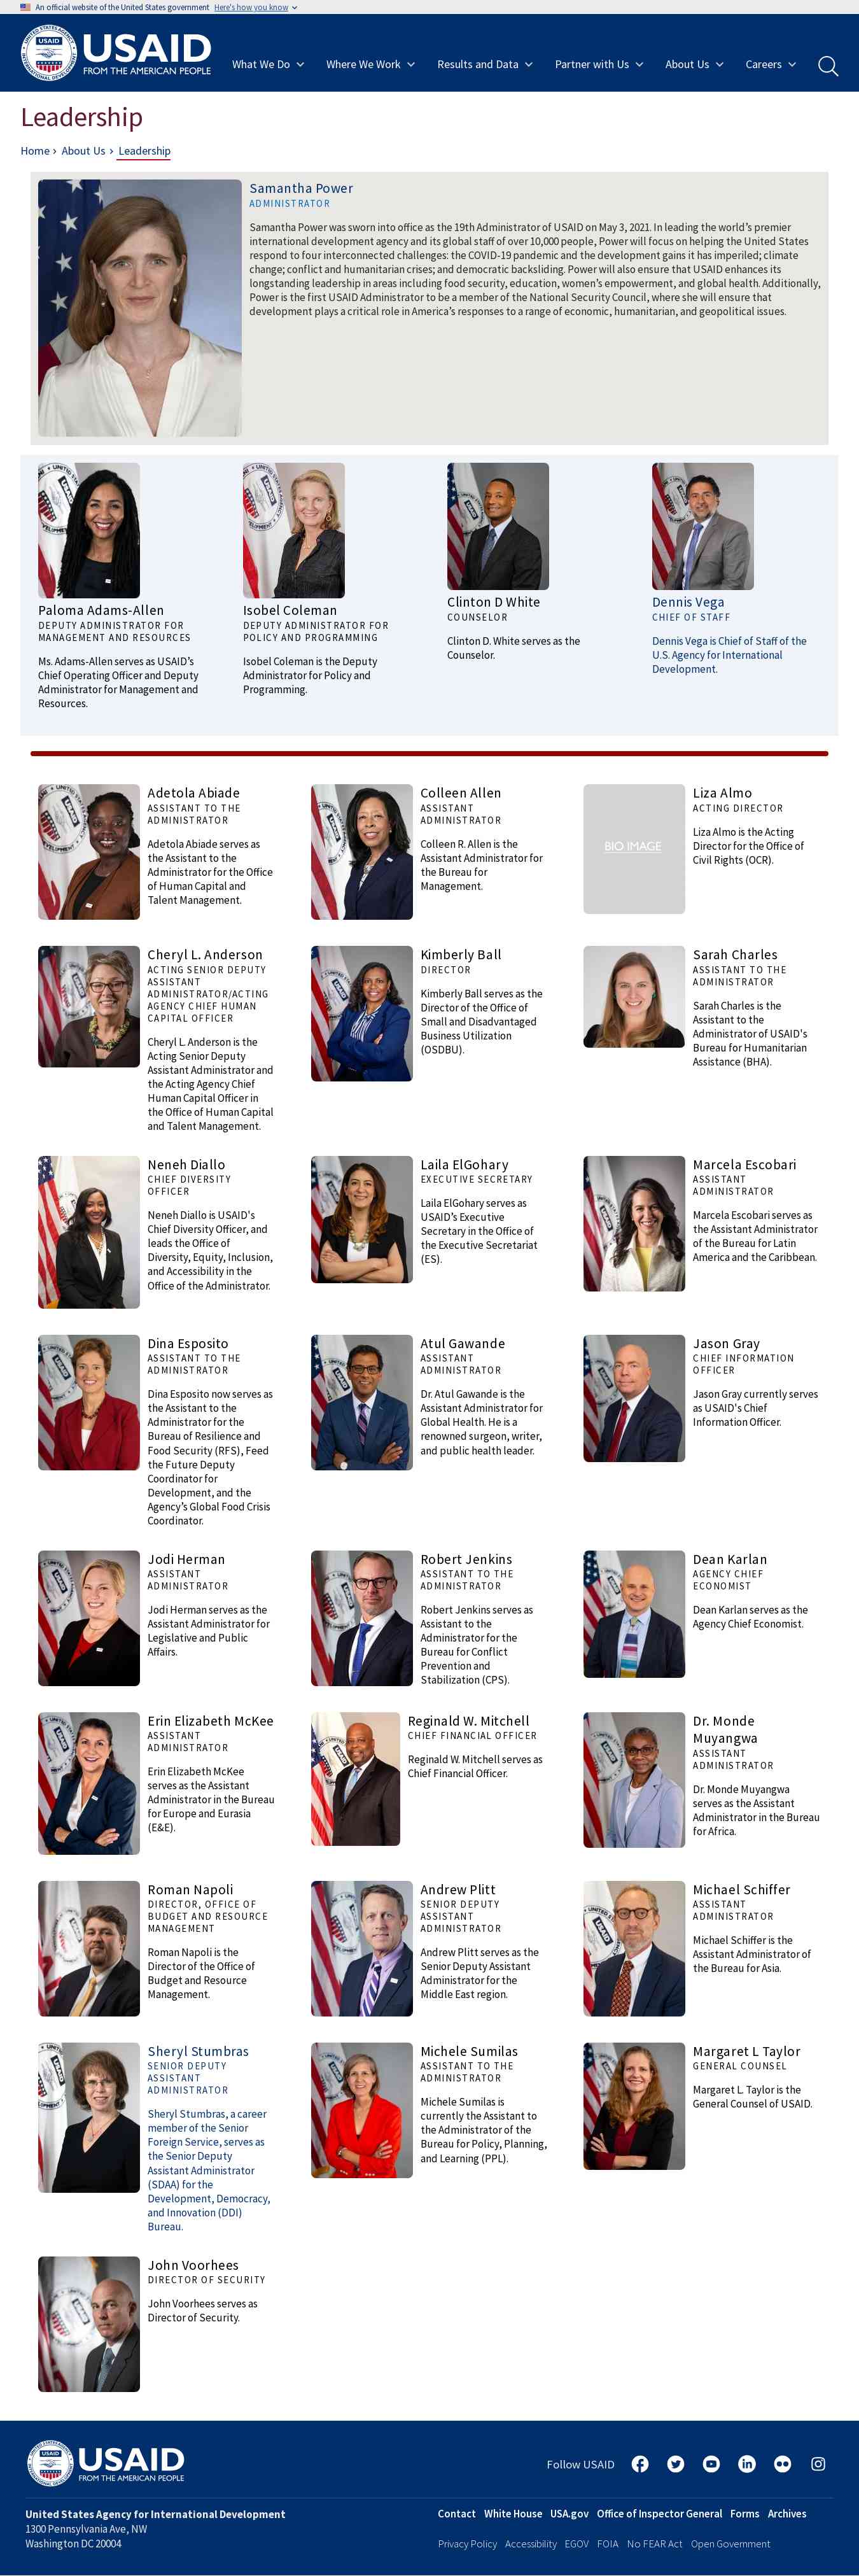 An official website of the United States government Here's how you know
USAID
FROM THE AMERICAN PEOPLE
What We Do Where We Work Results and Data Partner with Us About Us Careers
Leadership
Home › About Us › Leadership
Samantha Power
ADMINISTRATOR
Samantha Power was sworn into office as the 19th Administrator of USAID on May 3, 2021. In leading the world’s premier
international development agency and its global staff of over 10,000 people, Power will focus on helping the United States
respond to four interconnected challenges: the COVID-19 pandemic and the development gains it has imperiled; climate
change; conflict and humanitarian crises; and democratic backsliding. Power will also ensure that USAID enhances its
longstanding leadership in areas including food security, education, women’s empowerment, and global health. Additionally,
Power is the first USAID Administrator to be a member of the National Security Council, where she will ensure that
development plays a critical role in America’s responses to a range of economic, humanitarian, and geopolitical issues.
Paloma Adams-Allen
DEPUTY ADMINISTRATOR FOR
MANAGEMENT AND RESOURCES
Ms. Adams-Allen serves as USAID’s
Chief Operating Officer and Deputy
Administrator for Management and
Resources.
Isobel Coleman
DEPUTY ADMINISTRATOR FOR
POLICY AND PROGRAMMING
Isobel Coleman is the Deputy
Administrator for Policy and
Programming.
Clinton D White
COUNSELOR
Clinton D. White serves as the
Counselor.
Dennis Vega
CHIEF OF STAFF
Dennis Vega is Chief of Staff of the
U.S. Agency for International
Development.
Adetola Abiade
ASSISTANT TO THE
ADMINISTRATOR
Adetola Abiade serves as
the Assistant to the
Administrator for the Office
of Human Capital and
Talent Management.
Colleen Allen
ASSISTANT
ADMINISTRATOR
Colleen R. Allen is the
Assistant Administrator for
the Bureau for
Management.
BIO IMAGE
Liza Almo
ACTING DIRECTOR
Liza Almo is the Acting
Director for the Office of
Civil Rights (OCR).
Cheryl L. Anderson
ACTING SENIOR DEPUTY
ASSISTANT
ADMINISTRATOR/ACTING
AGENCY CHIEF HUMAN
CAPITAL OFFICER
Cheryl L. Anderson is the
Acting Senior Deputy
Assistant Administrator and
the Acting Agency Chief
Human Capital Officer in
the Office of Human Capital
and Talent Management.
Kimberly Ball
DIRECTOR
Kimberly Ball serves as the
Director of the Office of
Small and Disadvantaged
Business Utilization
(OSDBU).
Sarah Charles
ASSISTANT TO THE
ADMINISTRATOR
Sarah Charles is the
Assistant to the
Administrator of USAID's
Bureau for Humanitarian
Assistance (BHA).
Neneh Diallo
CHIEF DIVERSITY
OFFICER
Neneh Diallo is USAID's
Chief Diversity Officer, and
leads the Office of
Diversity, Equity, Inclusion,
and Accessibility in the
Office of the Administrator.
Laila ElGohary
EXECUTIVE SECRETARY
Laila ElGohary serves as
USAID’s Executive
Secretary in the Office of
the Executive Secretariat
(ES).
Marcela Escobari
ASSISTANT
ADMINISTRATOR
Marcela Escobari serves as
the Assistant Administrator
of the Bureau for Latin
America and the Caribbean.
Dina Esposito
ASSISTANT TO THE
ADMINISTRATOR
Dina Esposito now serves as
the Assistant to the
Administrator for the
Bureau of Resilience and
Food Security (RFS), Feed
the Future Deputy
Coordinator for
Development, and the
Agency’s Global Food Crisis
Coordinator.
Atul Gawande
ASSISTANT
ADMINISTRATOR
Dr. Atul Gawande is the
Assistant Administrator for
Global Health. He is a
renowned surgeon, writer,
and public health leader.
Jason Gray
CHIEF INFORMATION
OFFICER
Jason Gray currently serves
as USAID's Chief
Information Officer.
Jodi Herman
ASSISTANT
ADMINISTRATOR
Jodi Herman serves as the
Assistant Administrator for
Legislative and Public
Affairs.
Robert Jenkins
ASSISTANT TO THE
ADMINISTRATOR
Robert Jenkins serves as
Assistant to the
Administrator for the
Bureau for Conflict
Prevention and
Stabilization (CPS).
Dean Karlan
AGENCY CHIEF
ECONOMIST
Dean Karlan serves as the
Agency Chief Economist.
Erin Elizabeth McKee
ASSISTANT
ADMINISTRATOR
Erin Elizabeth McKee
serves as the Assistant
Administrator in the Bureau
for Europe and Eurasia
(E&E).
Reginald W. Mitchell
CHIEF FINANCIAL OFFICER
Reginald W. Mitchell serves as
Chief Financial Officer.
Dr. Monde
Muyangwa
ASSISTANT
ADMINISTRATOR
Dr. Monde Muyangwa
serves as the Assistant
Administrator in the Bureau
for Africa.
Roman Napoli
DIRECTOR, OFFICE OF
BUDGET AND RESOURCE
MANAGEMENT
Roman Napoli is the
Director of the Office of
Budget and Resource
Management.
Andrew Plitt
SENIOR DEPUTY
ASSISTANT
ADMINISTRATOR
Andrew Plitt serves as the
Senior Deputy Assistant
Administrator for the
Middle East region.
Michael Schiffer
ASSISTANT
ADMINISTRATOR
Michael Schiffer is the
Assistant Administrator of
the Bureau for Asia.
Sheryl Stumbras
SENIOR DEPUTY
ASSISTANT
ADMINISTRATOR
Sheryl Stumbras, a career
member of the Senior
Foreign Service, serves as
the Senior Deputy
Assistant Administrator
(SDAA) for the
Development, Democracy,
and Innovation (DDI)
Bureau.
Michele Sumilas
ASSISTANT TO THE
ADMINISTRATOR
Michele Sumilas is
currently the Assistant to
the Administrator of the
Bureau for Policy, Planning,
and Learning (PPL).
Margaret L Taylor
GENERAL COUNSEL
Margaret L. Taylor is the
General Counsel of USAID.
John Voorhees
DIRECTOR OF SECURITY
John Voorhees serves as
Director of Security.
USAID
FROM THE AMERICAN PEOPLE
Follow USAID
United States Agency for International Development
1300 Pennsylvania Ave, NW
Washington DC 20004
Contact White House USA.gov Office of Inspector General Forms Archives
Privacy Policy Accessibility EGOV FOIA No FEAR Act Open Government